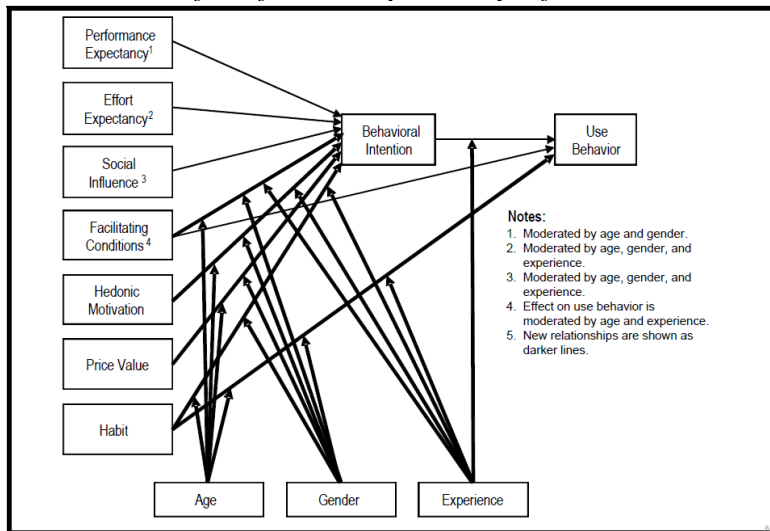 Performance
Expectancy1
Effort
Expectancy2
Social
Influence 3
Facilitating
Conditions 4
Hedonic
Motivation
Price Value
Habit
Behavioral
Intention
Use
Behavior
Notes:
1. Moderated by age and gender.
2. Moderated by age, gender, and
experience.
3. Moderated by age, gender, and
experience.
4. Effect on use behavior is
moderated by age and experience.
5. New relationships are shown as
darker lines.
Age
Gender
Experience